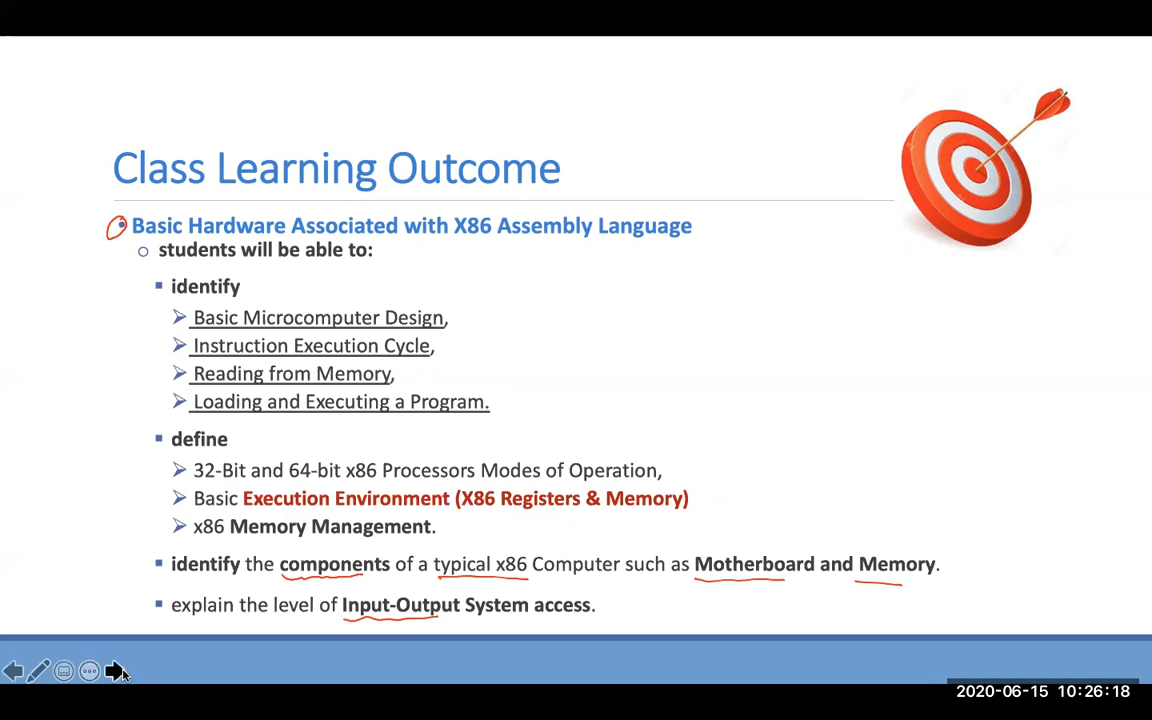 Class Learning Outcome
Basic Hardware Associated with X86 Assembly Language
students will be able to:
identify
Basic Microcomputer Design,
Instruction Execution Cycle,
Reading from Memory,
Loading and Executing a Program.
define
32-Bit and 64-bit x86 Processors Modes of Operation,
Basic Execution Environment (X86 Registers & Memory)
x86 Memory Management.
identify the components of a typical x86 Computer such as Motherboard and Memory.
explain the level of Input-Output System access.
2020-06-15 10:26:18